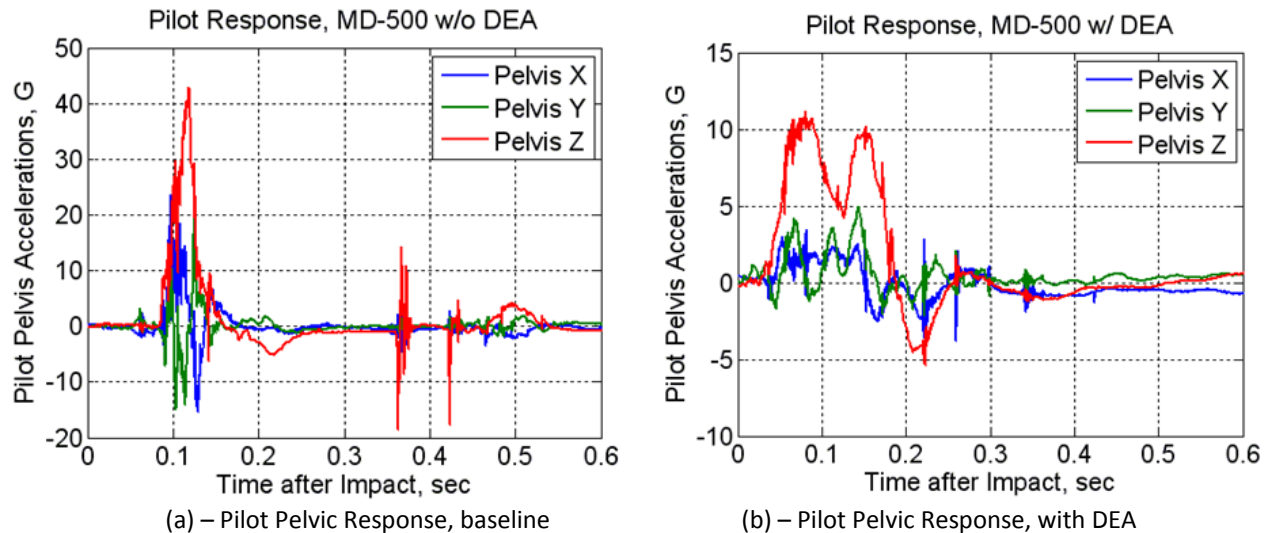 Pilot Response, MD-500 w/o DEA
50
40
30
20
10
0
-10
-20
Pilot Pelvis Accelerations, G
Pelvis X
Pelvis Y
Pelvis Z
0 0.1 0.2 0.3 0.4 0.5 0.6
Time after Impact, sec
(a) – Pilot Pelvic Response, baseline
Pilot Response, MD-500 w/ DEA
15
10
5
0
-5
-10
Pilot Pelvis Accelerations, G
Pelvis X
Pelvis Y
Pelvis Z
0 0.1 0.2 0.3 0.4 0.5 0.6
Time after Impact, sec
(b) – Pilot Pelvic Response, with DEA